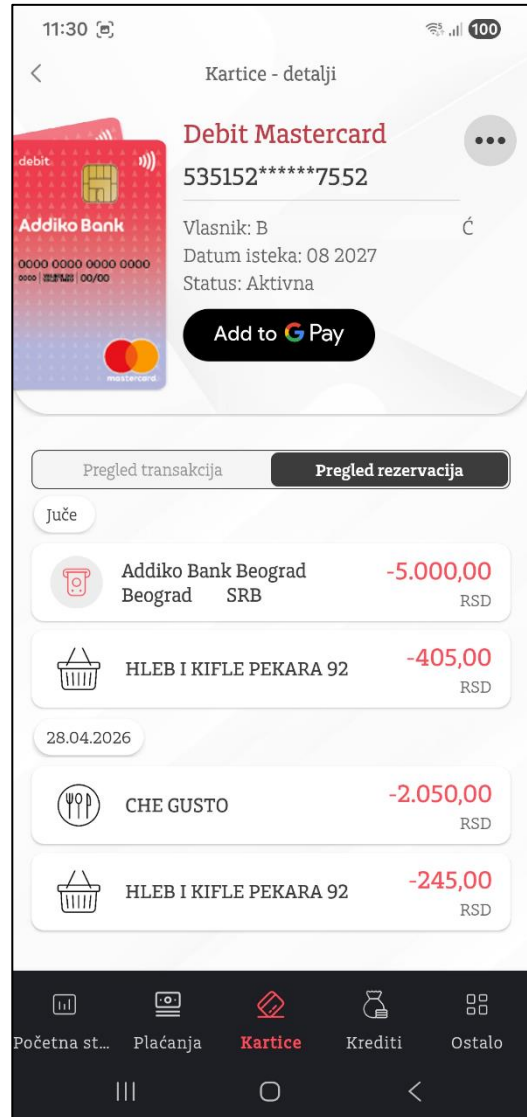 11:30
100
Kartice - detalji
Debit Mastercard
535152******7552
debit
Addiko Bank
0000 0000 0000 0000
0000
00/00
mastercard
Vlasnik: B Ć
Datum isteka: 08 2027
Status: Aktivna
Add to G Pay
Pregled transakcija
Pregled rezervacija
Juče
Addiko Bank Beograd
Beograd SRB
-5.000,00
RSD
HLEB I KIFLE PEKARA 92
-405,00
RSD
28.04.2026
CHE GUSTO
-2.050,00
RSD
HLEB I KIFLE PEKARA 92
-245,00
RSD
Početna st...
Plaćanja
Kartice
Krediti
Ostalo